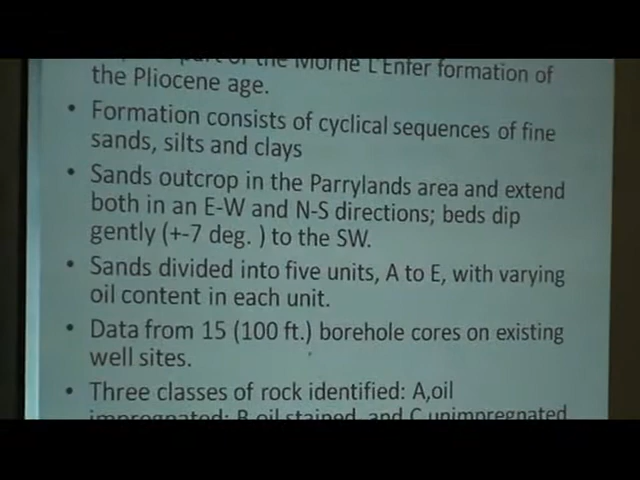 part of the Morne L'Enfer formation of
the Pliocene age.
• Formation consists of cyclical sequences of fine
sands, silts and clays
• Sands outcrop in the Parrylands area and extend
both in an E-W and N-S directions; beds dip
gently (+-7 deg. ) to the SW.
• Sands divided into five units, A to E, with varying
oil content in each unit.
• Data from 15 (100 ft.) borehole cores on existing
well sites.
• Three classes of rock identified: A,oil
impregnated; B,oil stained, and C,unimpregnated